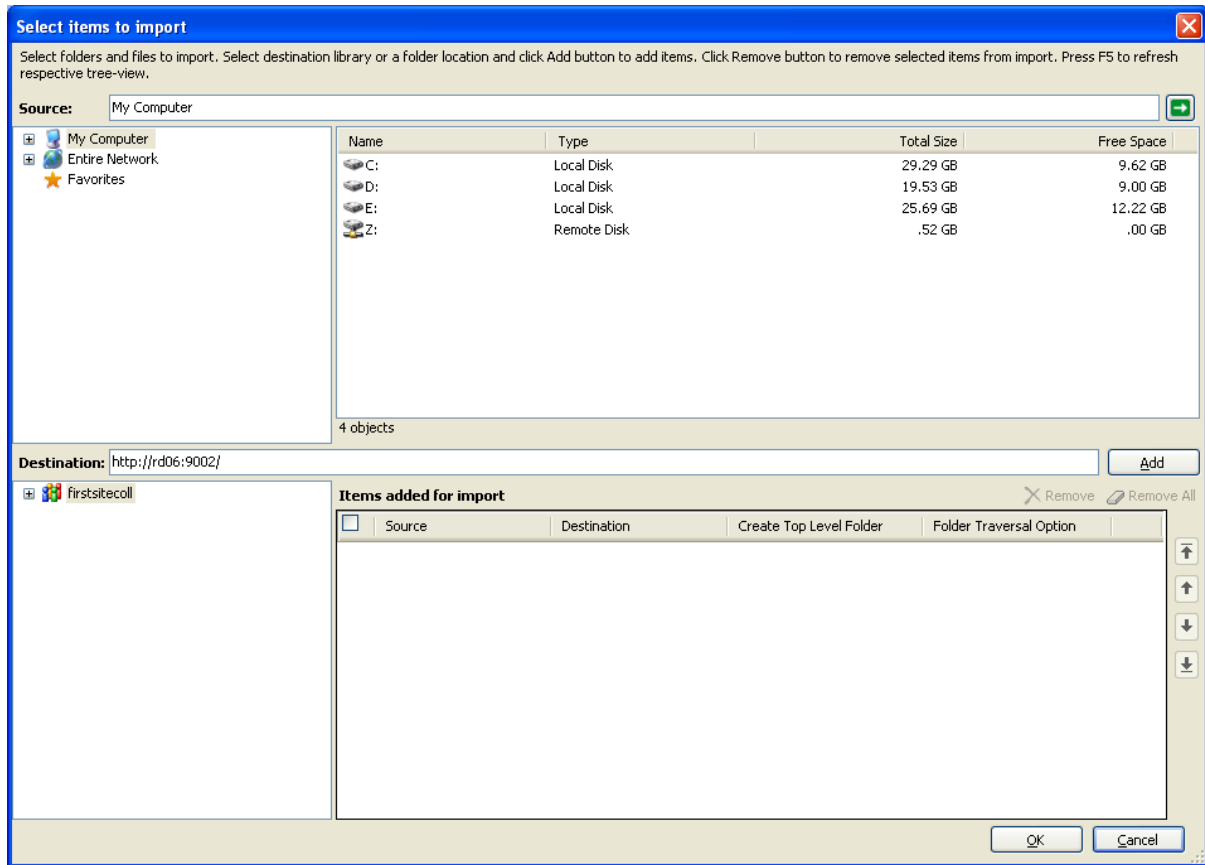 Select items to import
Select folders and files to import. Select destination library or a folder location and click Add button to add items. Click Remove button to remove selected items from import. Press F5 to refresh
respective tree-view.
Source: My Computer
My Computer
Entire Network
Favorites
Name Type Total Size Free Space
C: Local Disk 29.29 GB 9.62 GB
D: Local Disk 19.53 GB 9.00 GB
E: Local Disk 25.69 GB 12.22 GB
Z: Remote Disk .52 GB .00 GB
4 objects
Destination: http://rd06:9002/ Add
firstsitecoll
Items added for import Remove Remove All
Source Destination Create Top Level Folder Folder Traversal Option
OK Cancel